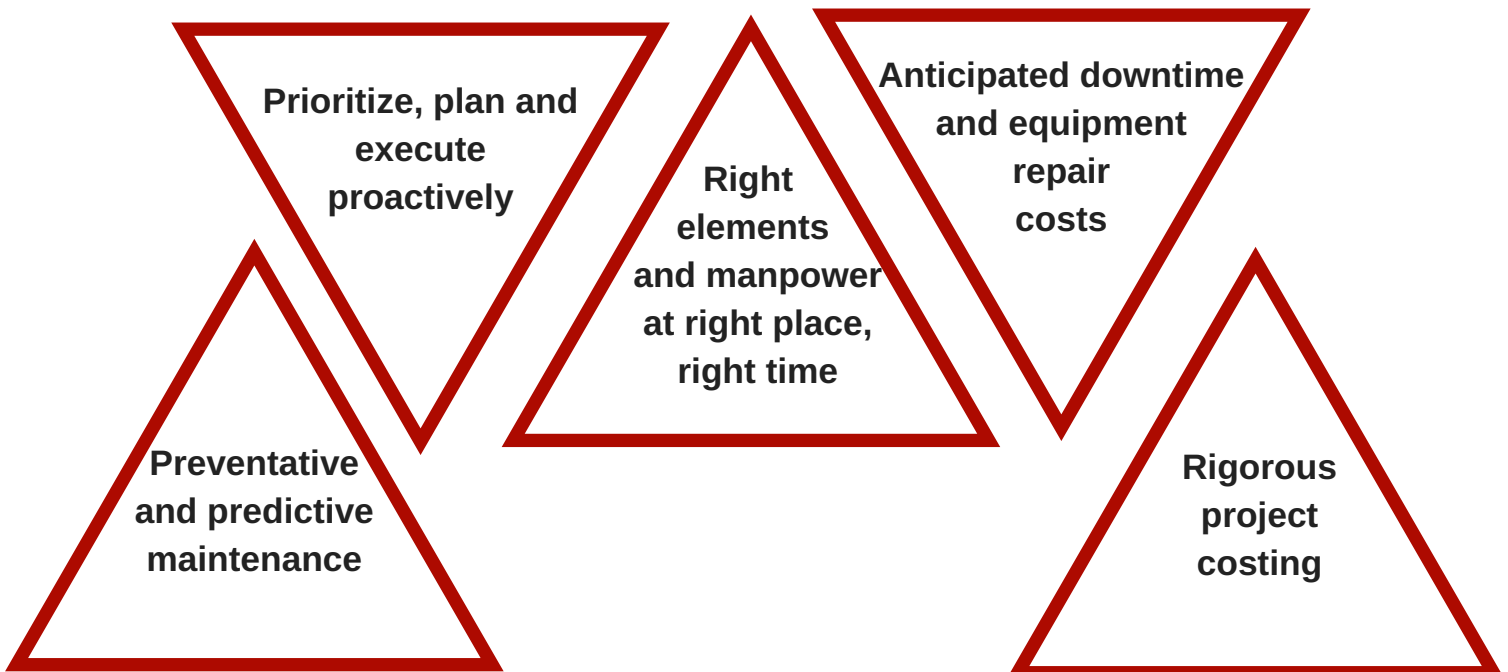 Prioritize, plan and
execute
proactively
Right
elements
and manpower
at right place,
right time
Anticipated downtime
and equipment
repair
costs
Preventative
and predictive
maintenance
Rigorous
project
costing